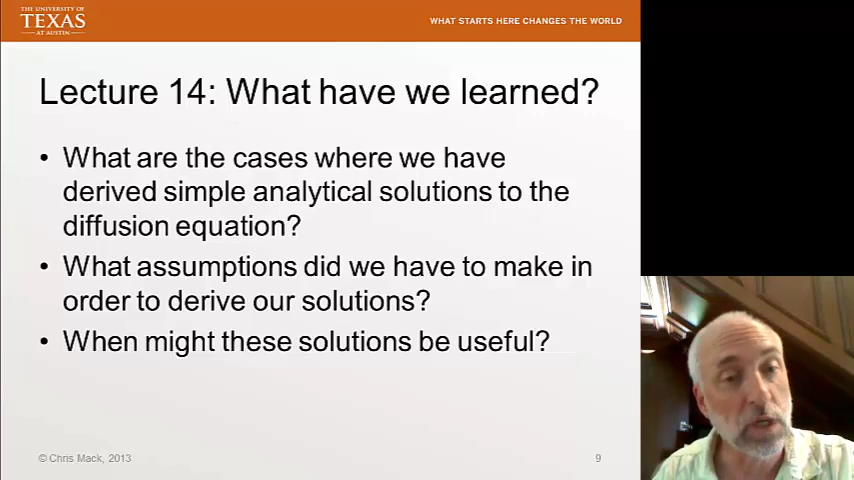 THE UNIVERSITY OF
TEXAS
AT AUSTIN
WHAT STARTS HERE CHANGES THE WORLD
Lecture 14: What have we learned?
• What are the cases where we have
derived simple analytical solutions to the
diffusion equation?
• What assumptions did we have to make in
order to derive our solutions?
• When might these solutions be useful?
© Chris Mack, 2013
9